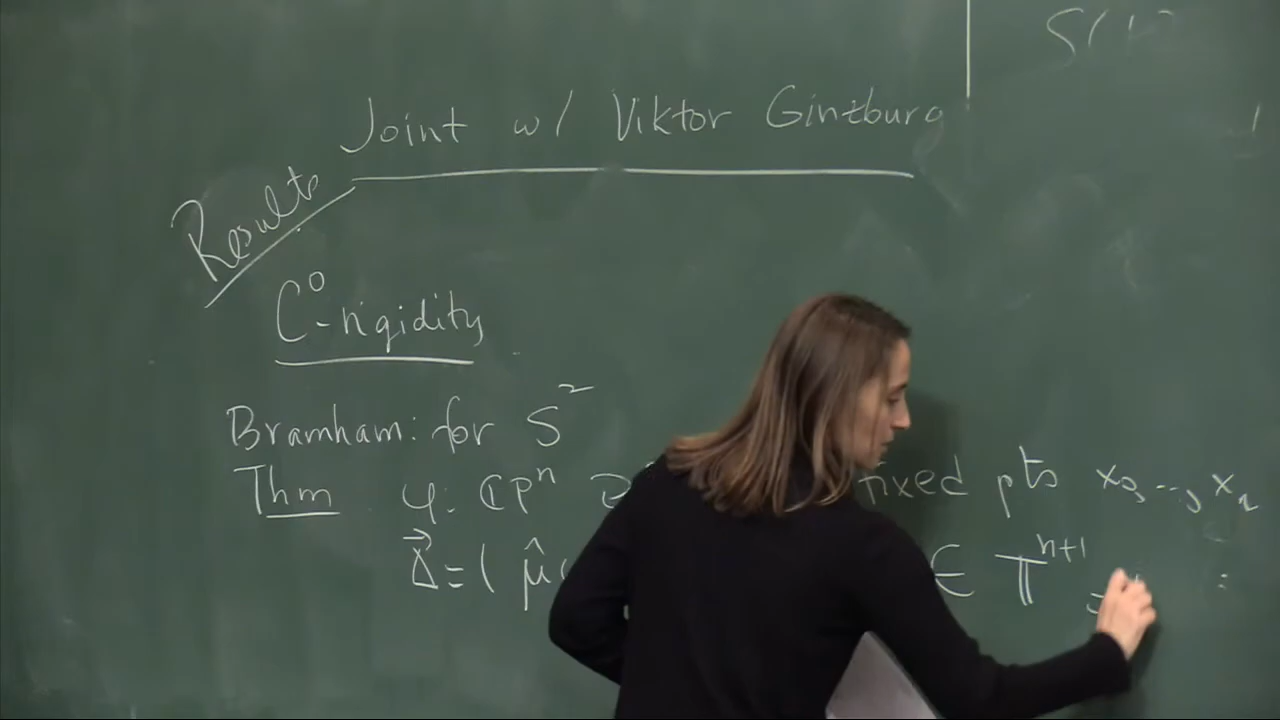 Joint w/ Viktor Ginzburg
Results
C⁰-rigidity
Bramham: for S²
Thm φ: ℂPⁿ fixed pts x₀, ..., xₙ
Δ⃗ = ( μ̂( ∈ 𝕋ⁿ⁺¹